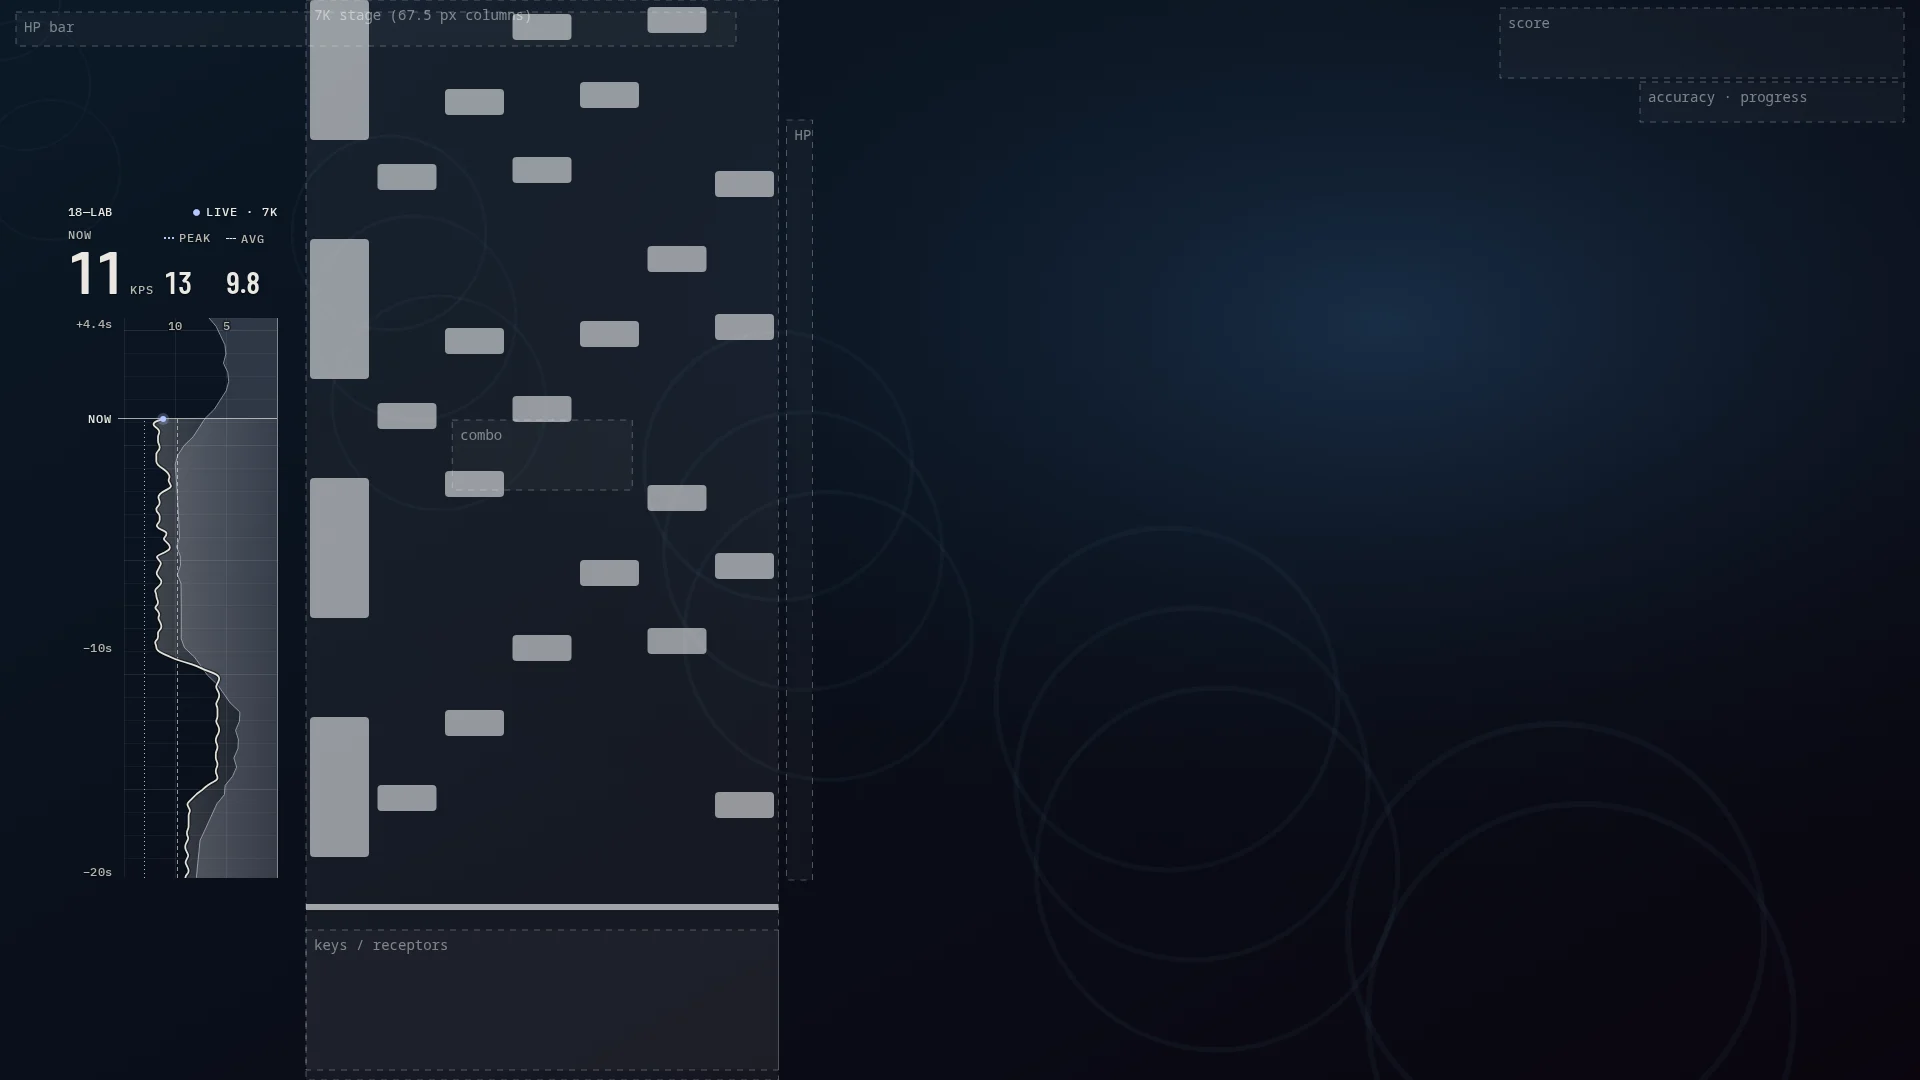 HP bar
7K stage (67.5 px columns)
score
accuracy · progress
HP
18—LAB
LIVE · 7K
NOW
PEAK
AVG
11 KPS
13
9.8
+4.4s
10
5
NOW
combo
−10s
−20s
keys / receptors